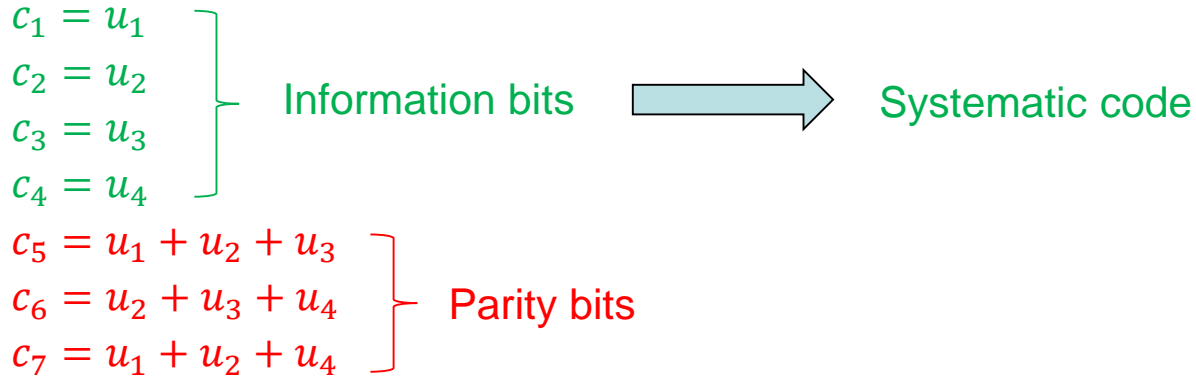 c₁ = u₁
c₂ = u₂
Information bits
Systematic code
c₃ = u₃
c₄ = u₄
c₅ = u₁ + u₂ + u₃
c₆ = u₂ + u₃ + u₄
Parity bits
c₇ = u₁ + u₂ + u₄